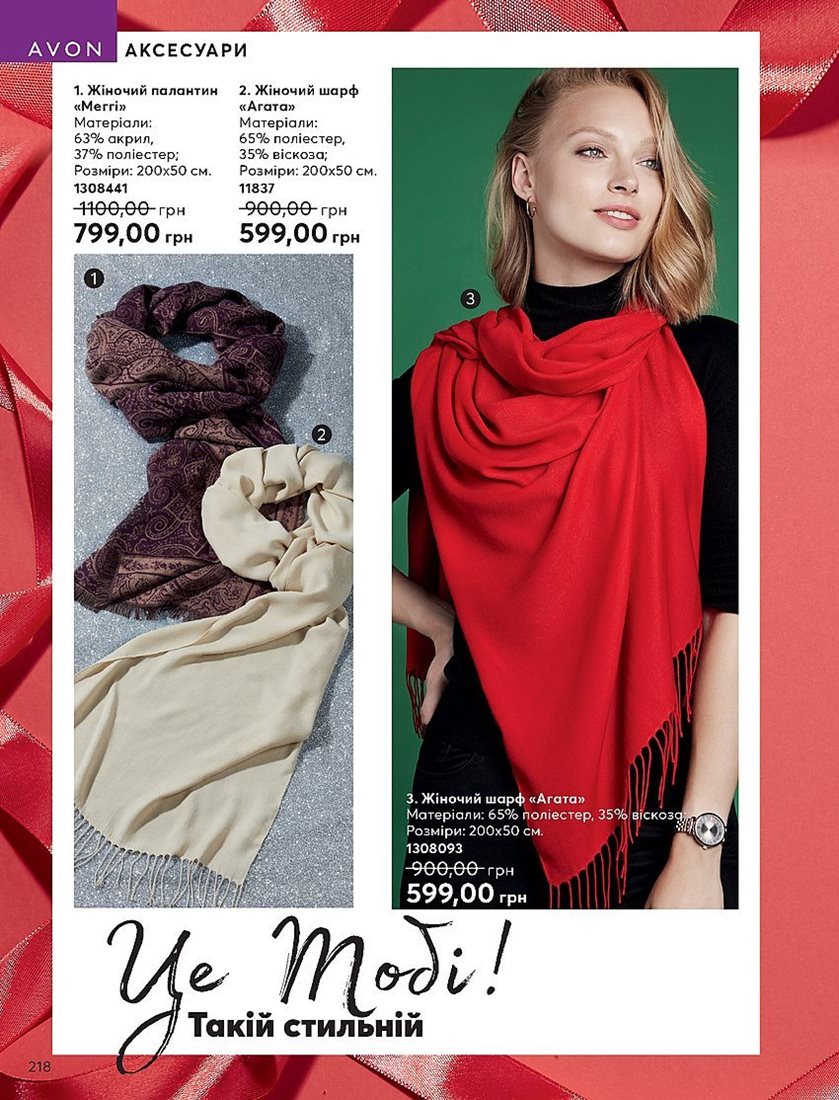 AVON
АКСЕСУАРИ
1. Жіночий палантин
«Меггі»
Матеріали:
63% акрил,
37% поліестер;
Розміри: 200х50 см.
1308441
1100,00 грн
799,00 грн
2. Жіночий шарф
«Агата»
Матеріали:
65% поліестер,
35% віскоза;
Розміри: 200х50 см.
11837
900,00 грн
599,00 грн
1
2
3
3. Жіночий шарф «Агата»
Матеріали: 65% поліестер, 35% віскоза,
Розміри: 200х50 см.
1308093
900,00 грн
599,00 грн
Це Тобі!
Такій стильній
218